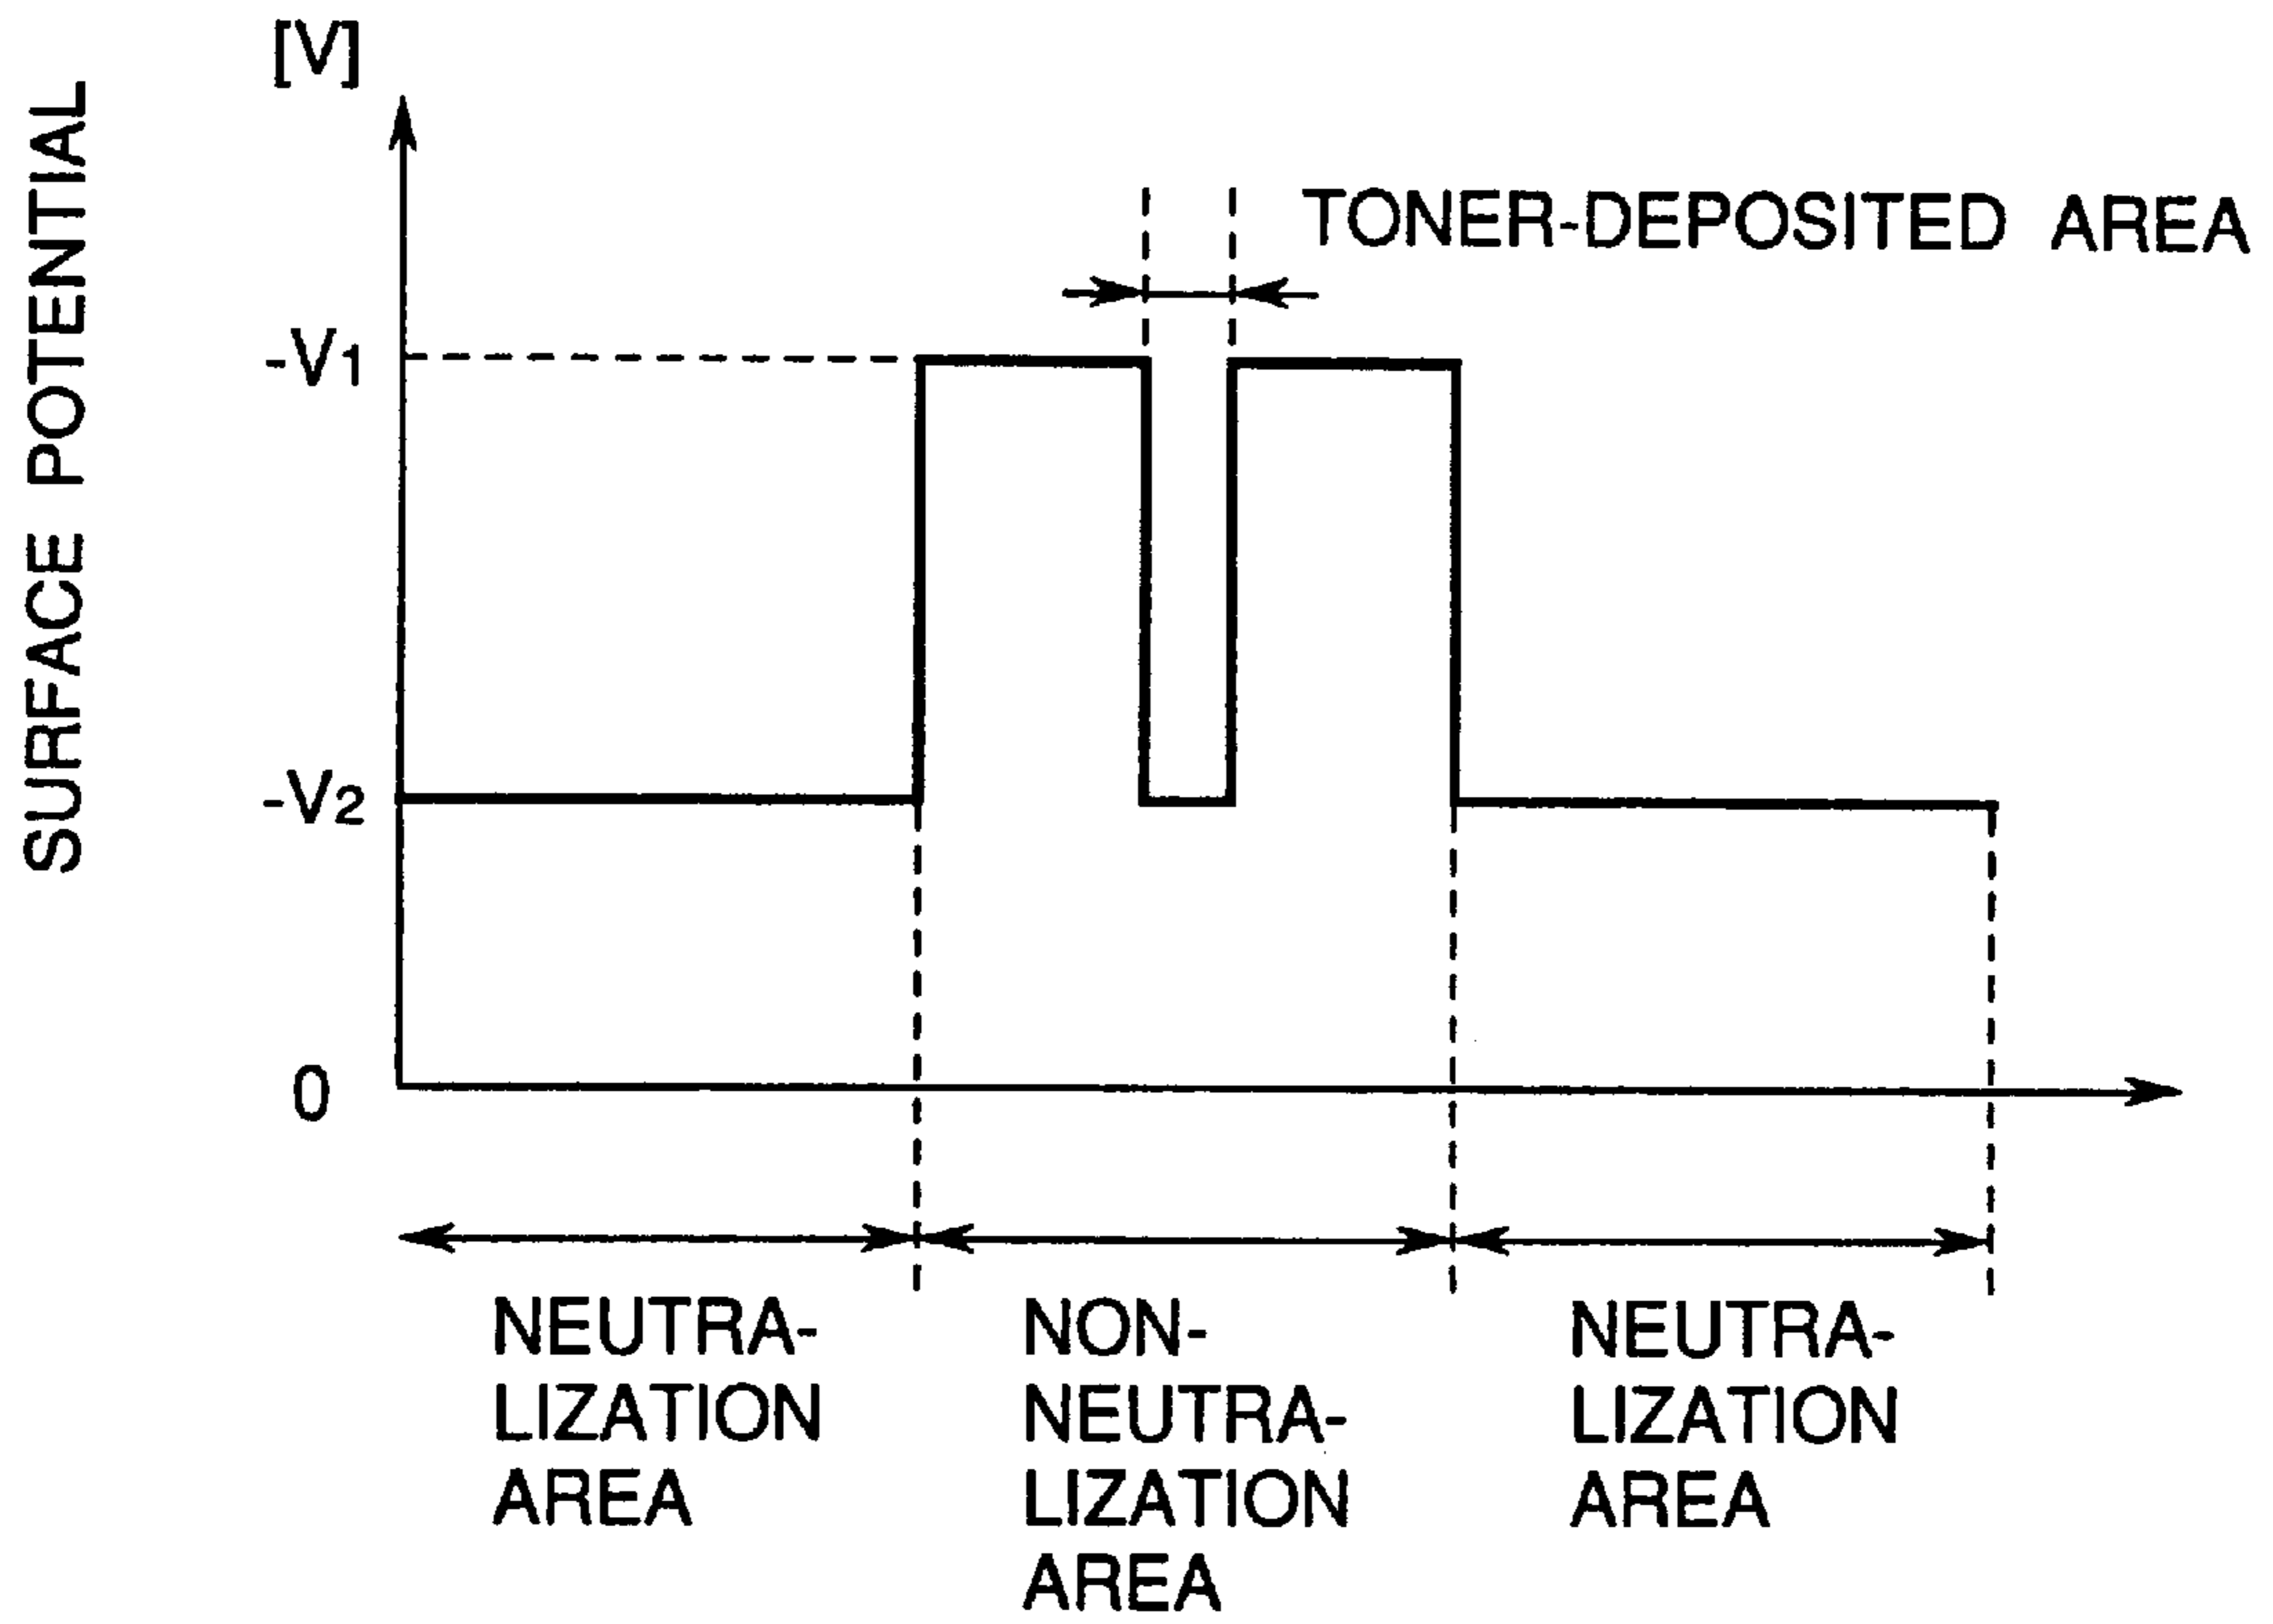 [V]
SURFACE POTENTIAL
TONER-DEPOSITED AREA
-V1
-V2
0
NEUTRA-
LIZATION
AREA
NON-
NEUTRA-
LIZATION
AREA
NEUTRA-
LIZATION
AREA